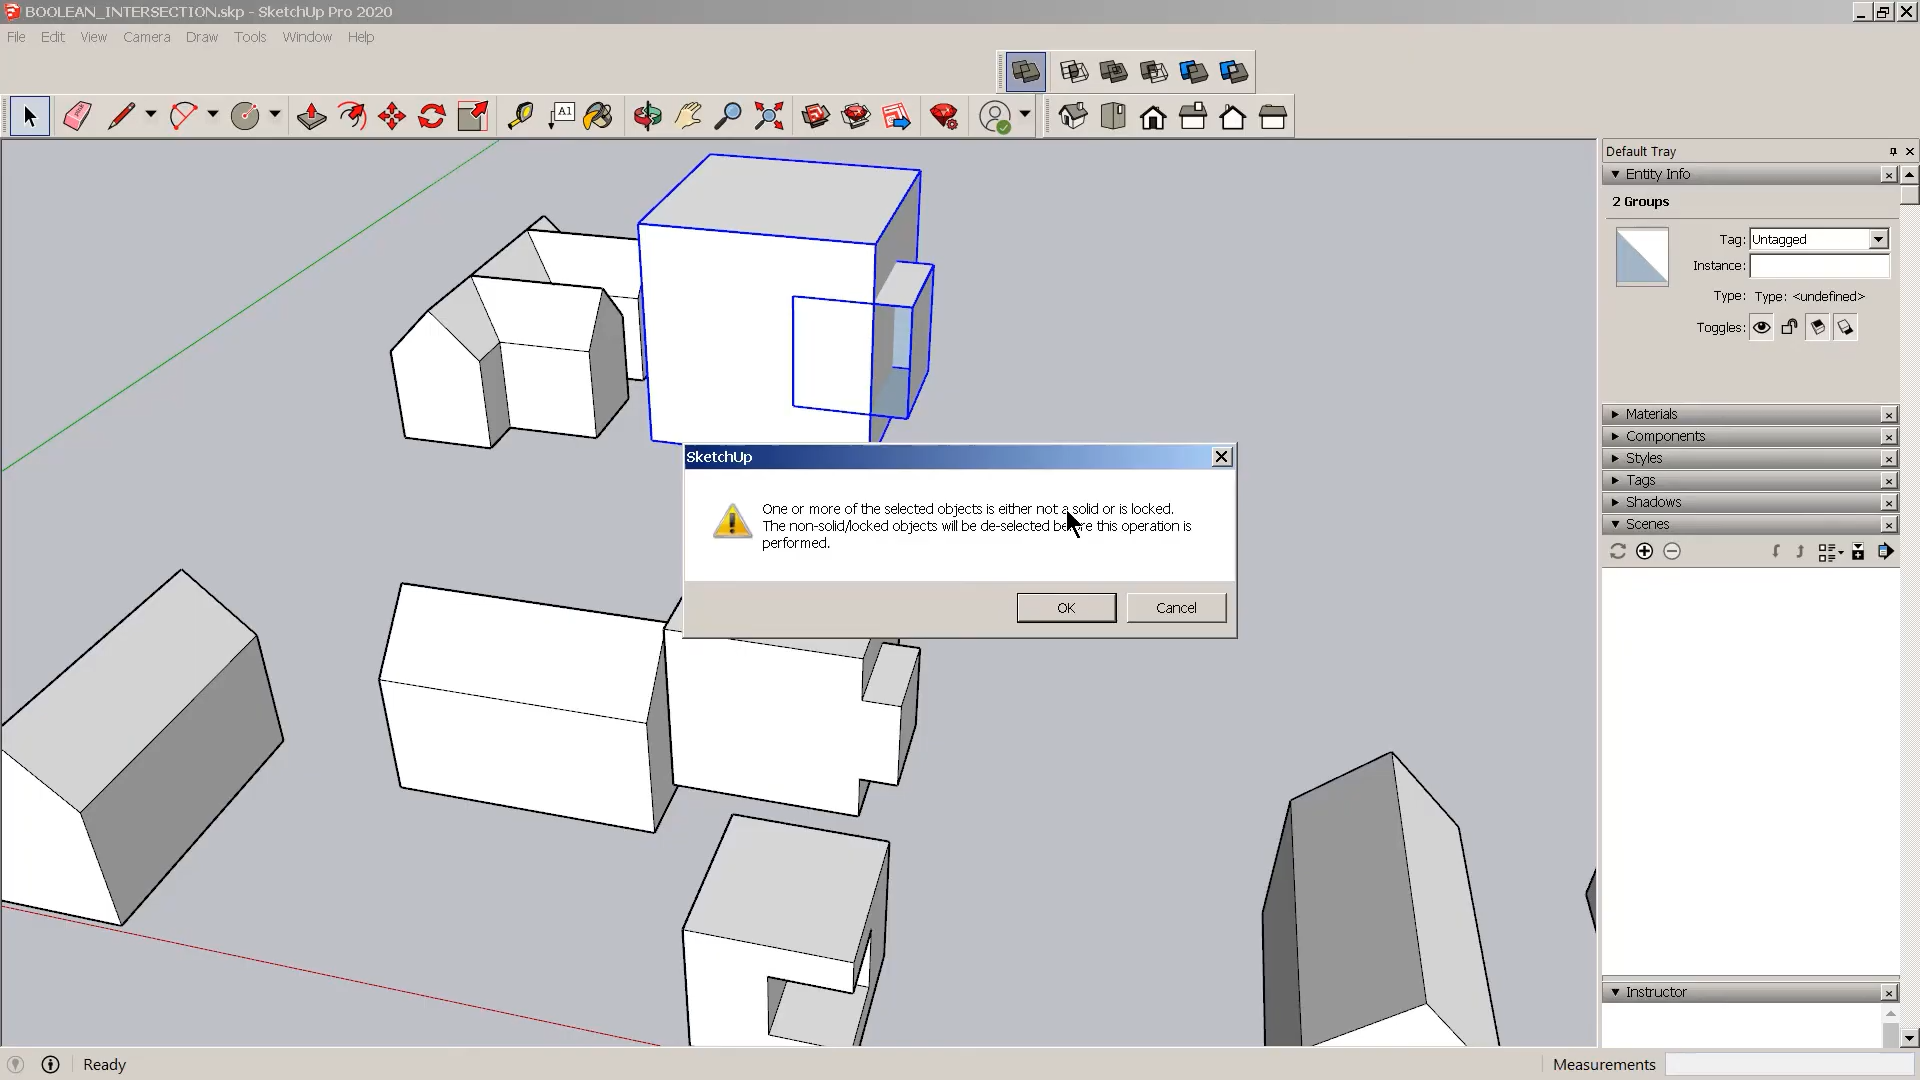 BOOLEAN_INTERSECTION.skp - SketchUp Pro 2020
File Edit View Camera Draw Tools Window Help
A1
Default Tray
Entity Info
2 Groups
Tag: Untagged
Instance:
Type: Type: <undefined>
Toggles:
Materials
Components
Styles
Tags
Shadows
Scenes
SketchUp
One or more of the selected objects is either not a solid or is locked.
The non-solid/locked objects will be de-selected before this operation is
performed.
OK Cancel
Instructor
Ready
Measurements